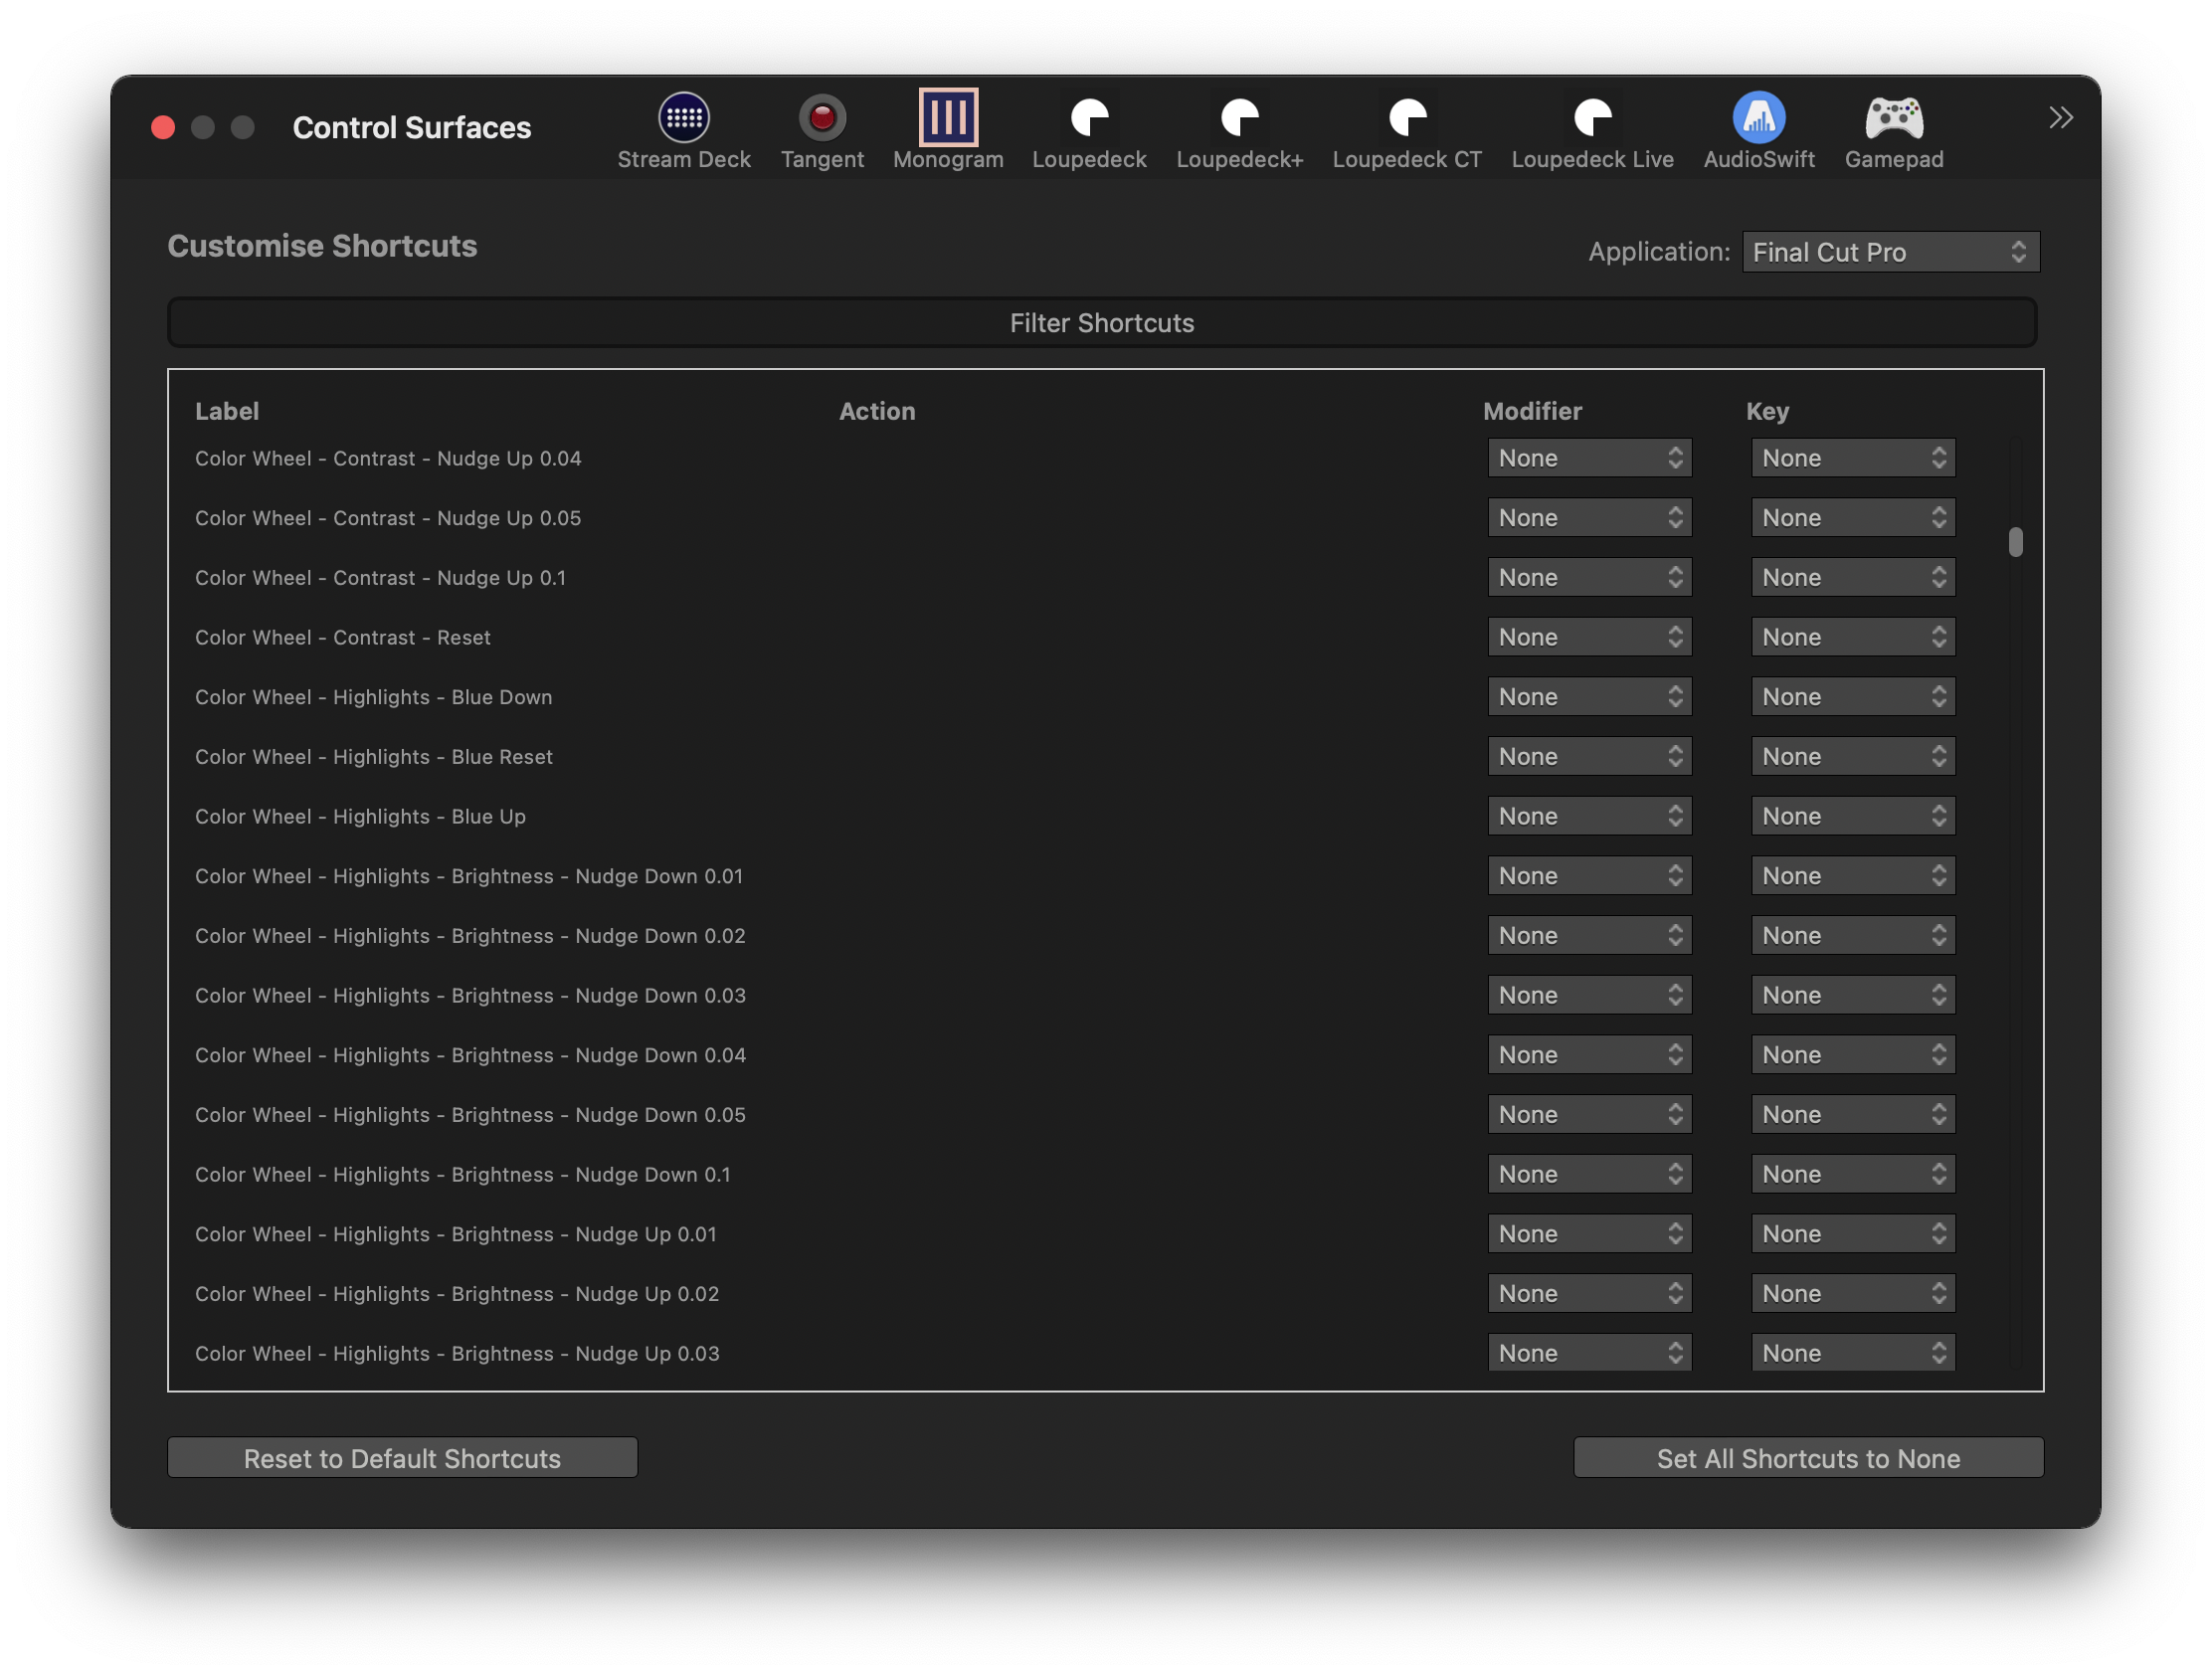 Control Surfaces
Stream Deck Tangent Monogram Loupedeck Loupedeck+ Loupedeck CT Loupedeck Live AudioSwift Gamepad
Customise Shortcuts Application: Final Cut Pro
Filter Shortcuts
Label Action Modifier Key
Color Wheel - Contrast - Nudge Up 0.04 None None
Color Wheel - Contrast - Nudge Up 0.05 None None
Color Wheel - Contrast - Nudge Up 0.1 None None
Color Wheel - Contrast - Reset None None
Color Wheel - Highlights - Blue Down None None
Color Wheel - Highlights - Blue Reset None None
Color Wheel - Highlights - Blue Up None None
Color Wheel - Highlights - Brightness - Nudge Down 0.01 None None
Color Wheel - Highlights - Brightness - Nudge Down 0.02 None None
Color Wheel - Highlights - Brightness - Nudge Down 0.03 None None
Color Wheel - Highlights - Brightness - Nudge Down 0.04 None None
Color Wheel - Highlights - Brightness - Nudge Down 0.05 None None
Color Wheel - Highlights - Brightness - Nudge Down 0.1 None None
Color Wheel - Highlights - Brightness - Nudge Up 0.01 None None
Color Wheel - Highlights - Brightness - Nudge Up 0.02 None None
Color Wheel - Highlights - Brightness - Nudge Up 0.03 None None
Reset to Default Shortcuts Set All Shortcuts to None